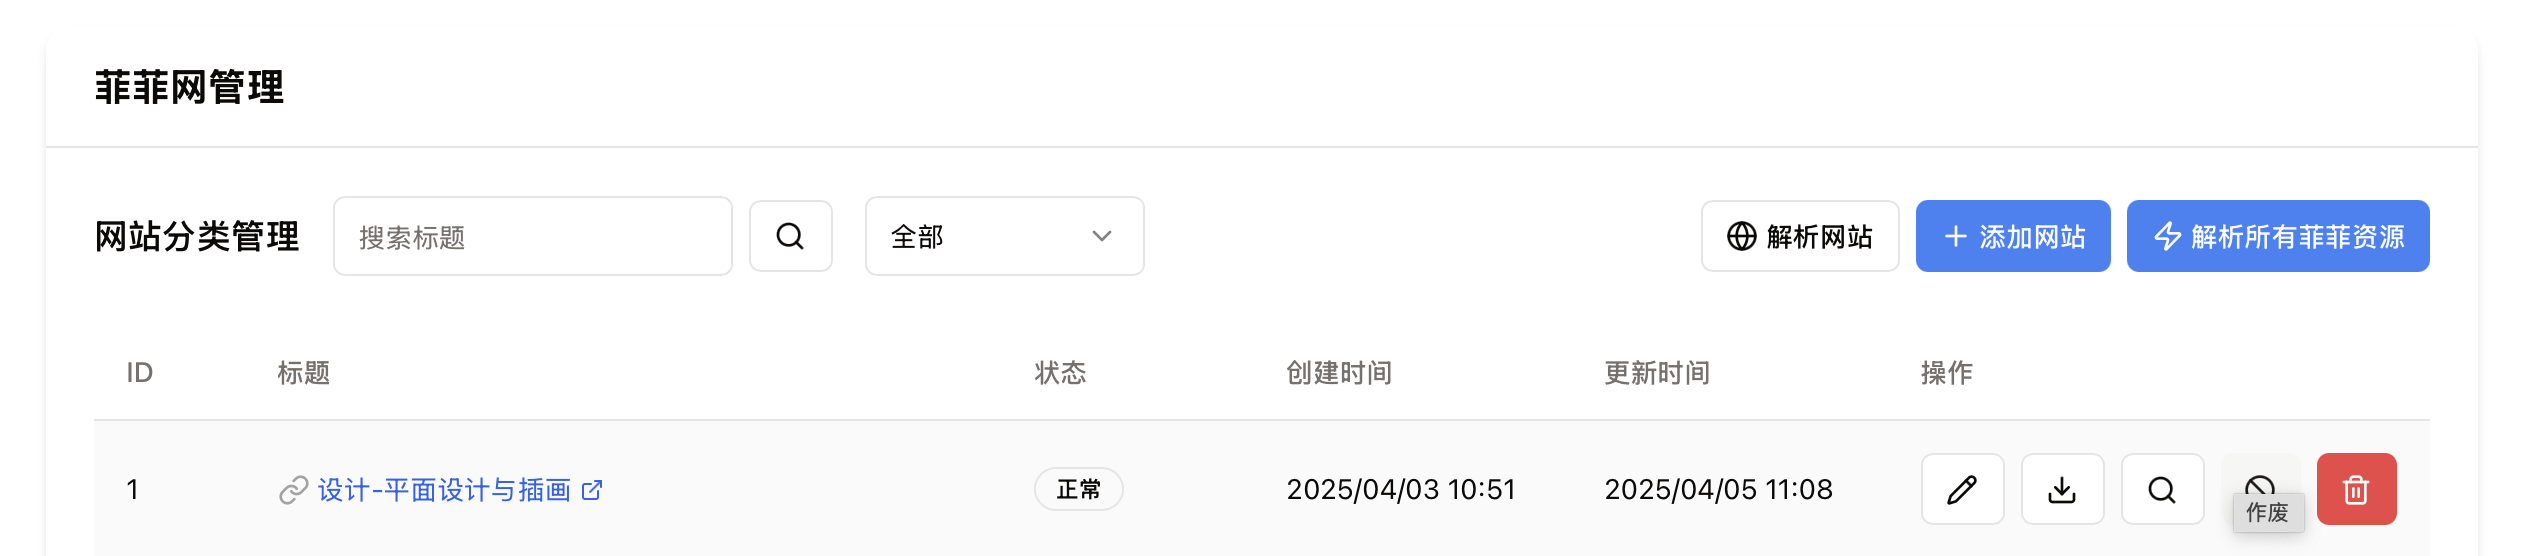 菲菲网管理
网站分类管理 搜索标题 全部 解析网站 添加网站 解析所有菲菲资源
ID 标题 状态 创建时间 更新时间 操作
1 设计-平面设计与插画 正常 2025/04/03 10:51 2025/04/05 11:08
作废